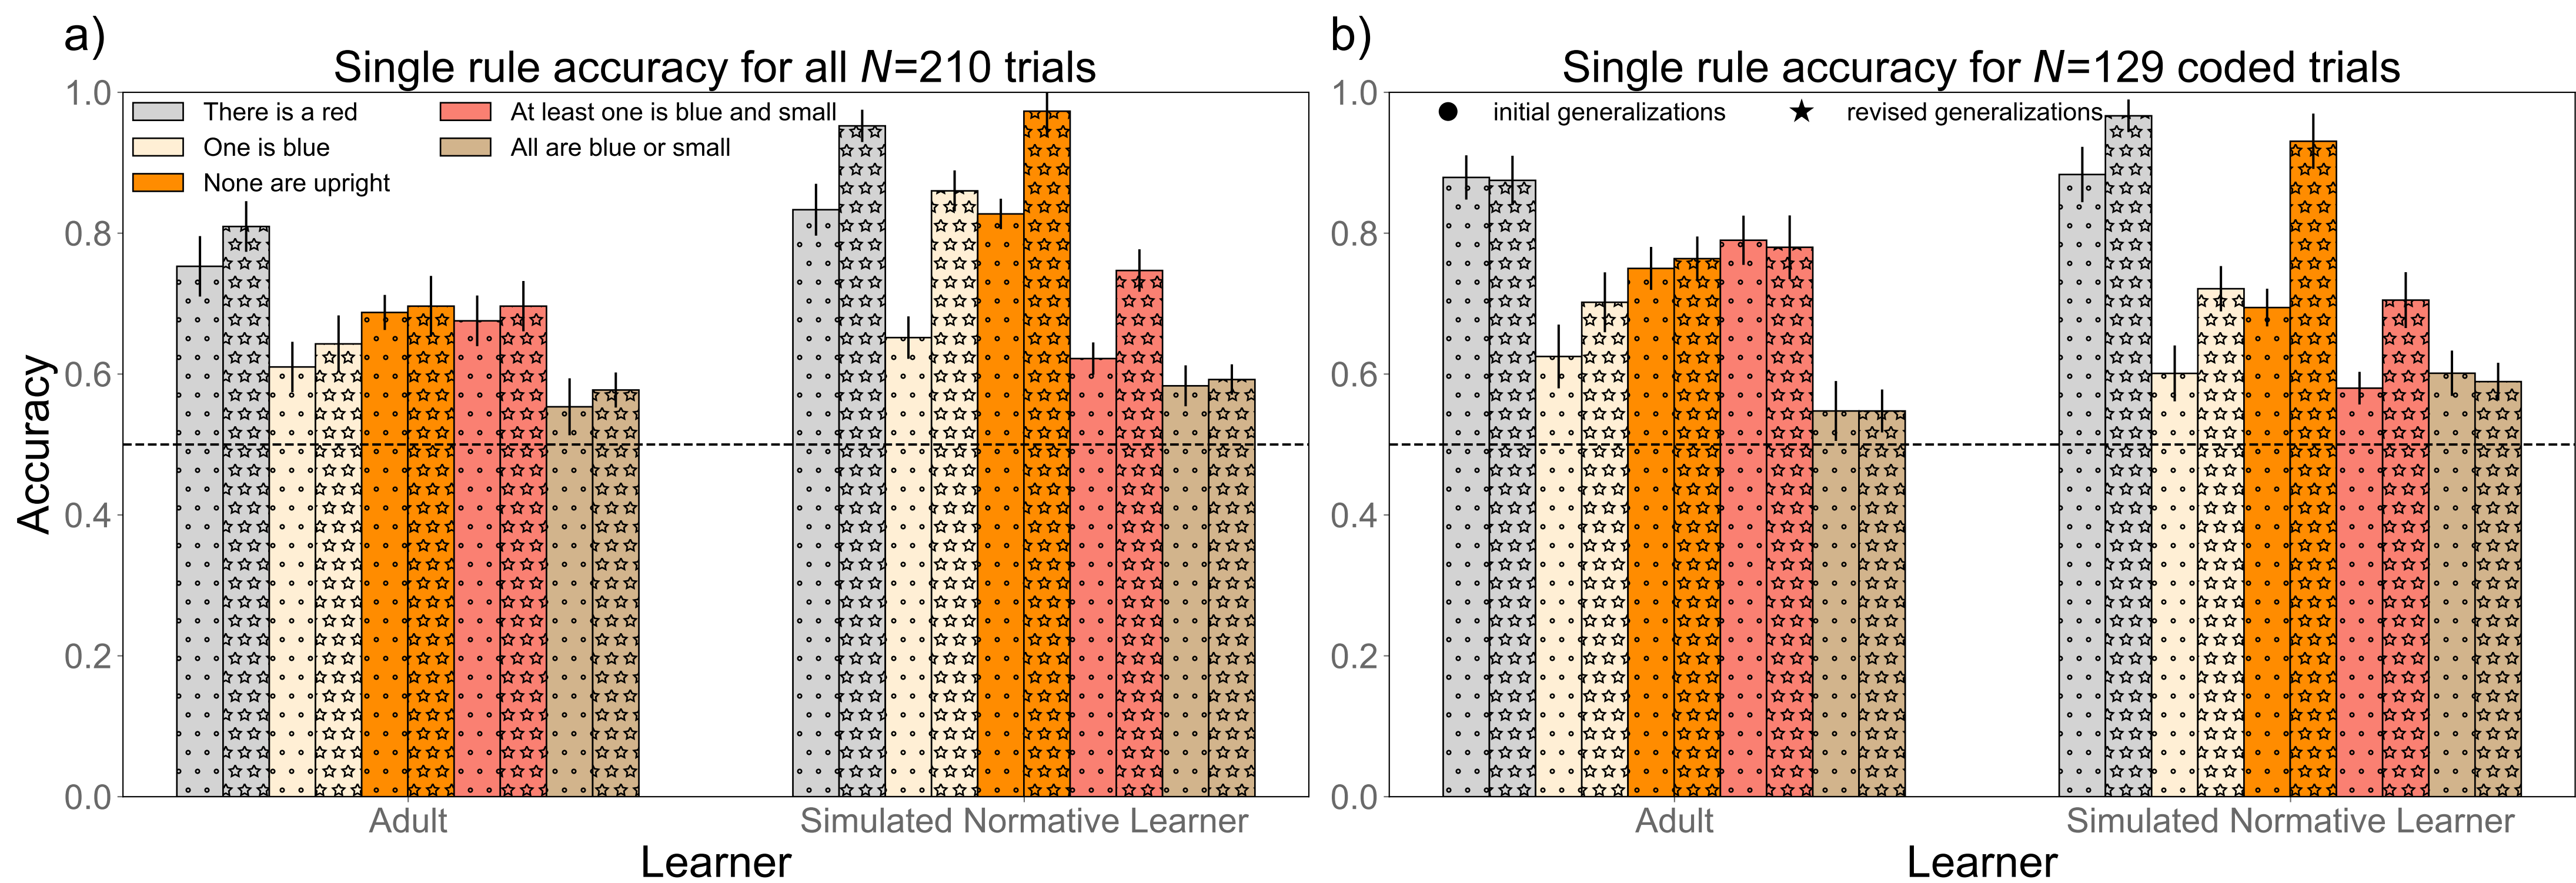 a)
Single rule accuracy for all N=210 trials
There is a red
One is blue
None are upright
At least one is blue and small
All are blue or small
1.0
0.8
0.6
0.4
0.2
0.0
Accuracy
Adult
Simulated Normative Learner
Learner
b)
Single rule accuracy for N=129 coded trials
initial generalizations
revised generalizations
1.0
0.8
0.6
0.4
0.2
0.0
Adult
Simulated Normative Learner
Learner